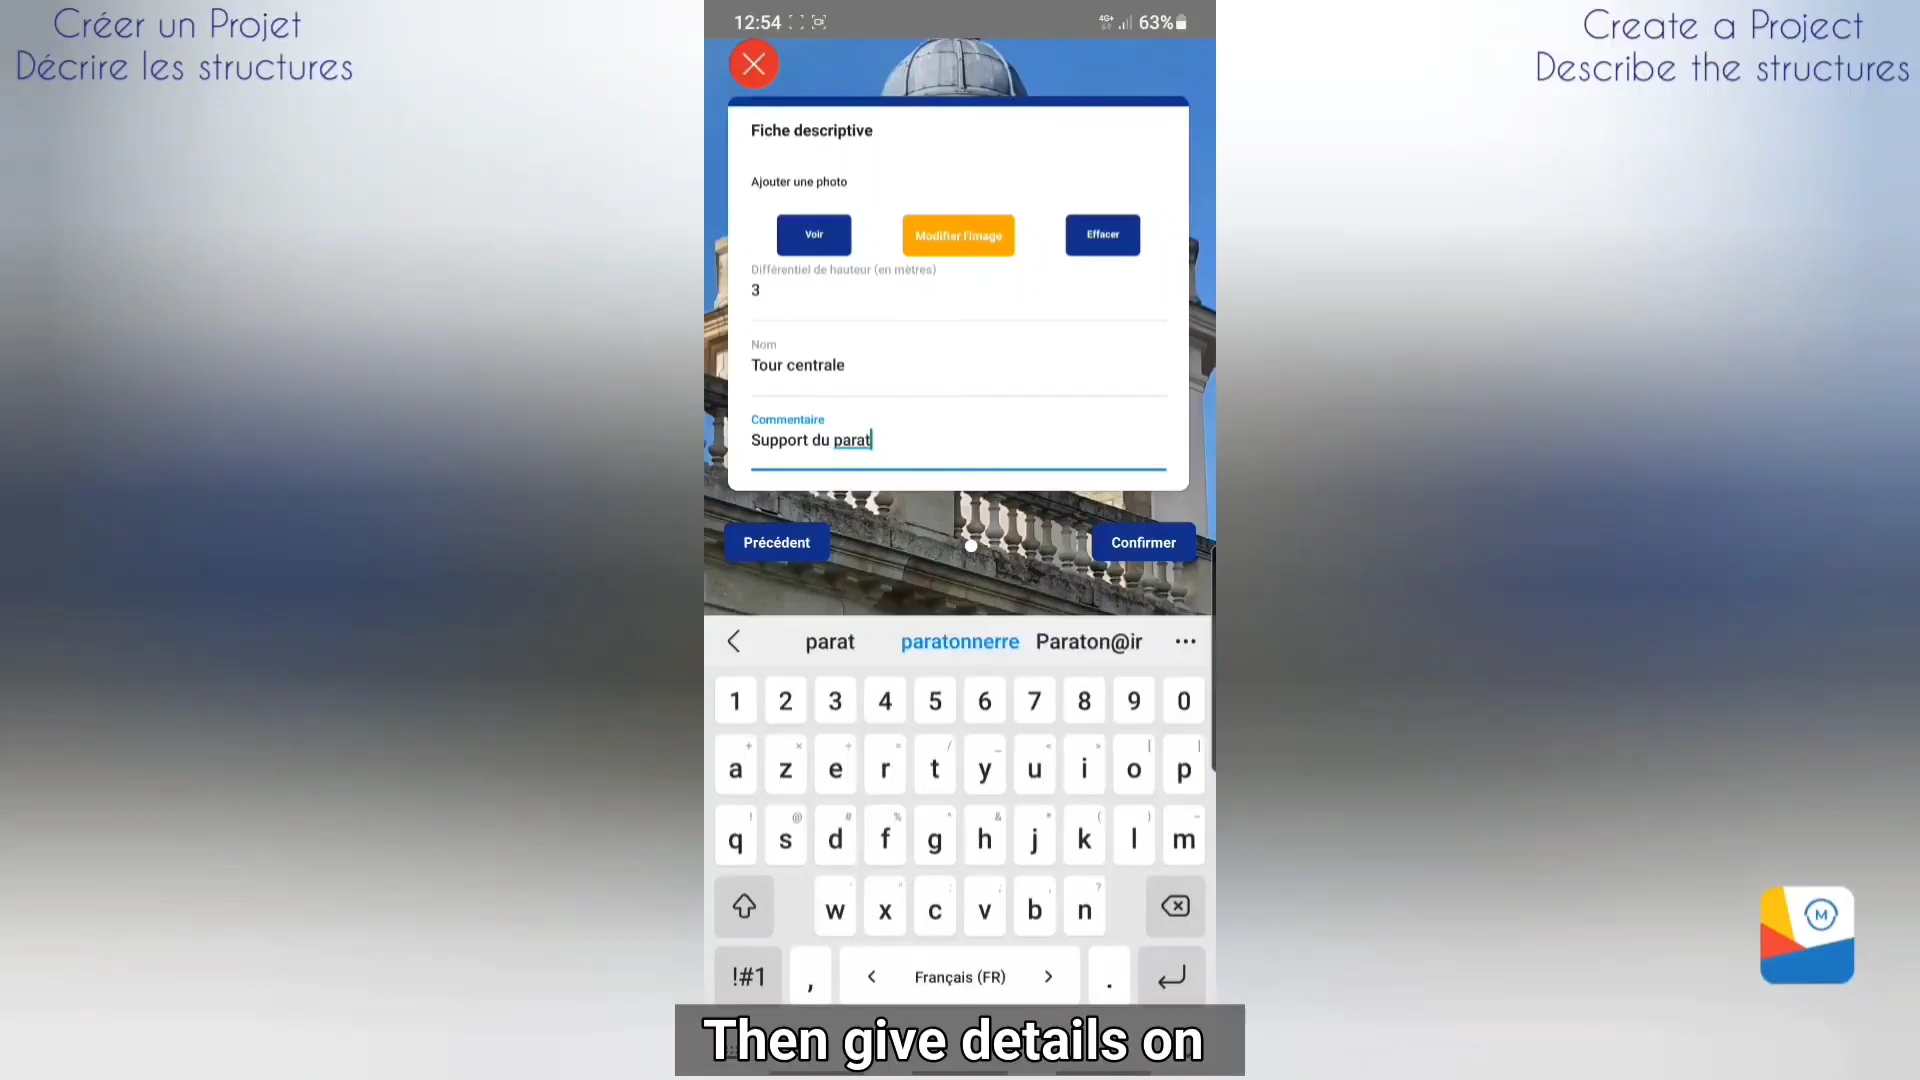 Créer un Projet
Décrire les structures
Create a Project
Describe the structures
12:54
4G+ 63%
Fiche descriptive
Ajouter une photo
Voir
Modifier l'image
Effacer
Différentiel de hauteur (en mètres)
3
Nom
Tour centrale
Commentaire
Support du parat
Précédent
Confirmer
parat paratonnerre Paraton@ir ...
1 2 3 4 5 6 7 8 9 0
a z e r t y u i o p
q s d f g h j k l m
w x c v b n
!#1 , < Français (FR) > .
M
Then give details on